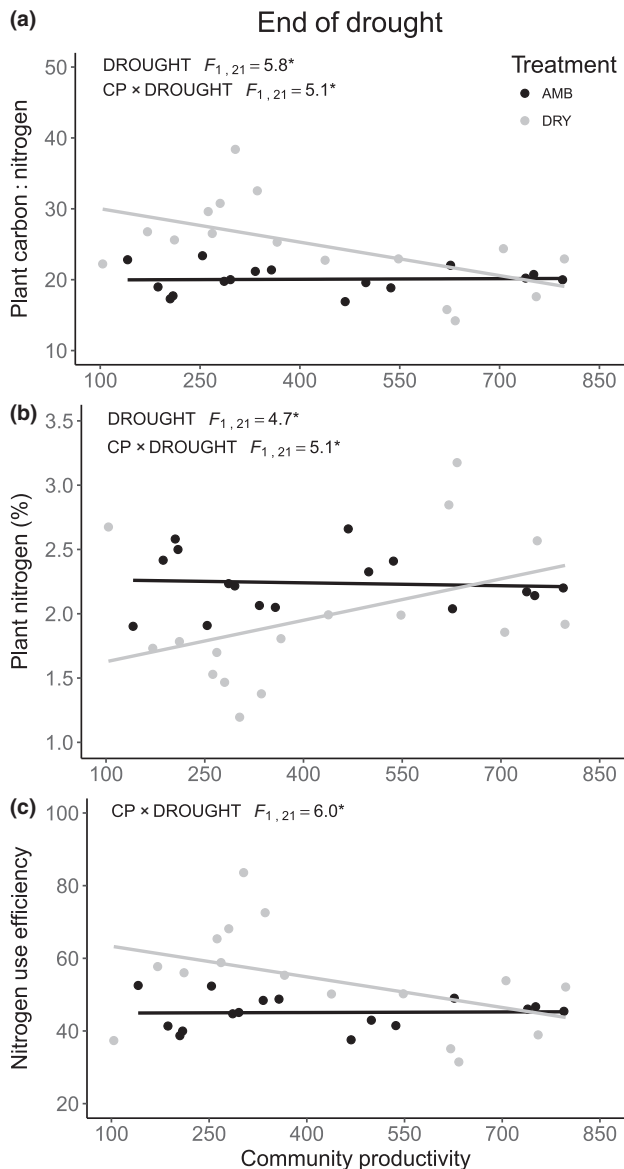 (a) End of drought
DROUGHT F1, 21 = 5.8*
CP × DROUGHT F1, 21 = 5.1*
Treatment
AMB
DRY
Plant carbon : nitrogen
50
40
30
20
10
100 250 400 550 700 850
(b)
DROUGHT F1, 21 = 4.7*
CP × DROUGHT F1, 21 = 5.1*
Plant nitrogen (%)
3.5
3.0
2.5
2.0
1.5
1.0
100 250 400 550 700 850
(c)
CP × DROUGHT F1, 21 = 6.0*
Nitrogen use efficiency
100
80
60
40
20
100 250 400 550 700 850
Community productivity